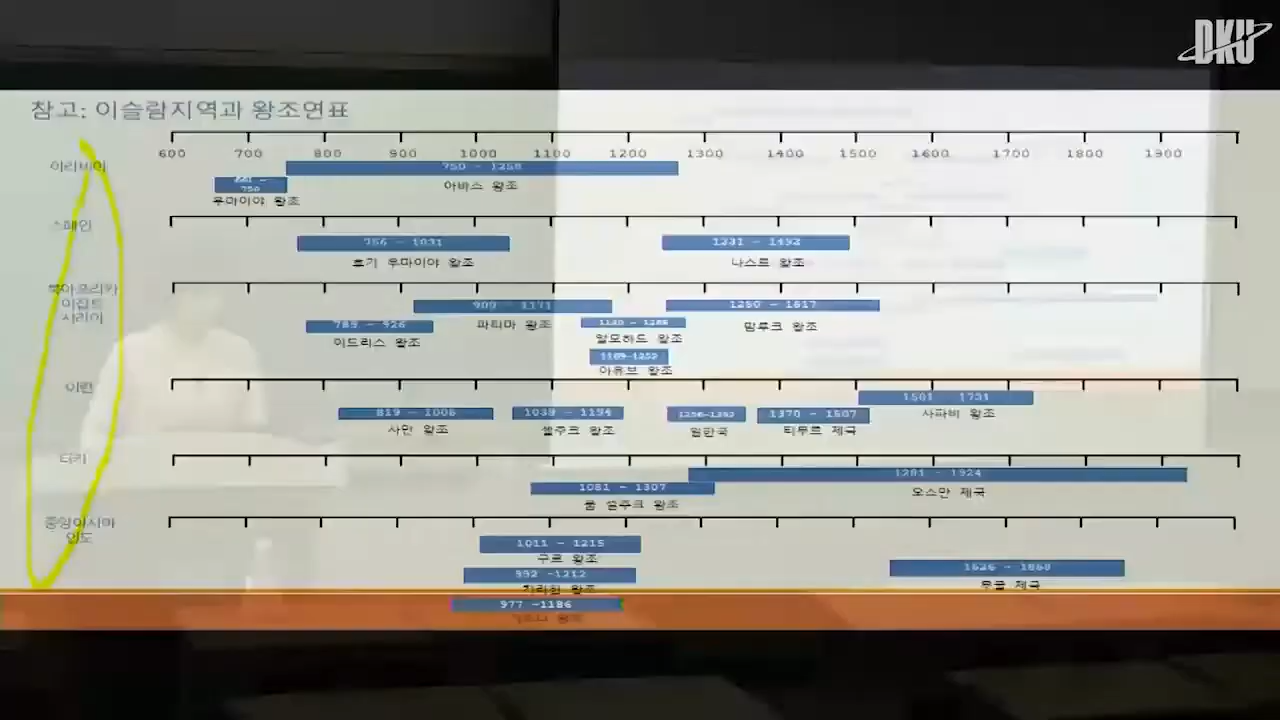 DKU
참고: 이슬람지역과 왕조연표
600 700 800 900 1000 1100 1200 1300 1400 1500 1600 1700 1800 1900
아라비아
750 - 1258
아바스 왕조
우마이야 왕조
스페인
756 - 1031
후기 우마이야 왕조
1231 - 1492
나스르 왕조
북아프리카
이집트
시리아
909 - 1171
파티마 왕조
1250 - 1517
맘루크 왕조
789 - 926
이드리스 왕조
알모하드 왕조
1169-1252
아유브 왕조
이란
819 - 1005
사만 왕조
1038 - 1194
셀주크 왕조
일한국
1370 - 1507
티무르 제국
사파비 왕조
터키
1281 - 1924
오스만 제국
1081 - 1307
룸 셀주크 왕조
중앙아시아
인도
1011 - 1215
구르 왕조
992 -1212
1526 - 1858
무굴 제국
977 -1186